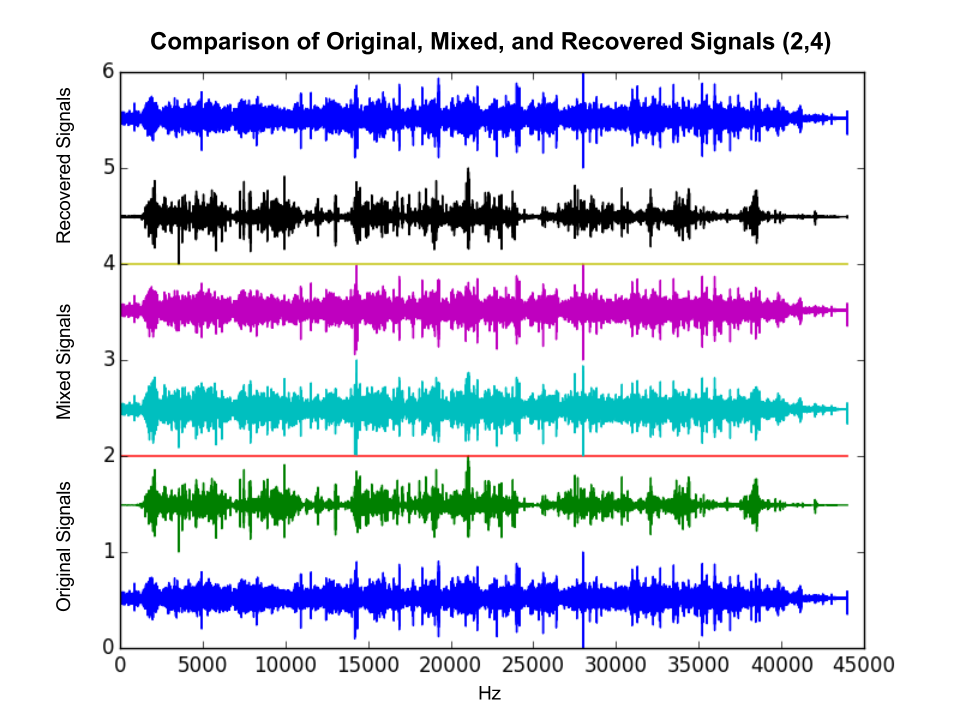 Comparison of Original, Mixed, and Recovered Signals (2,4)
6
5
4
3
2
1
0
Recovered Signals
Mixed Signals
Original Signals
0 5000 10000 15000 20000 25000 30000 35000 40000 45000
Hz